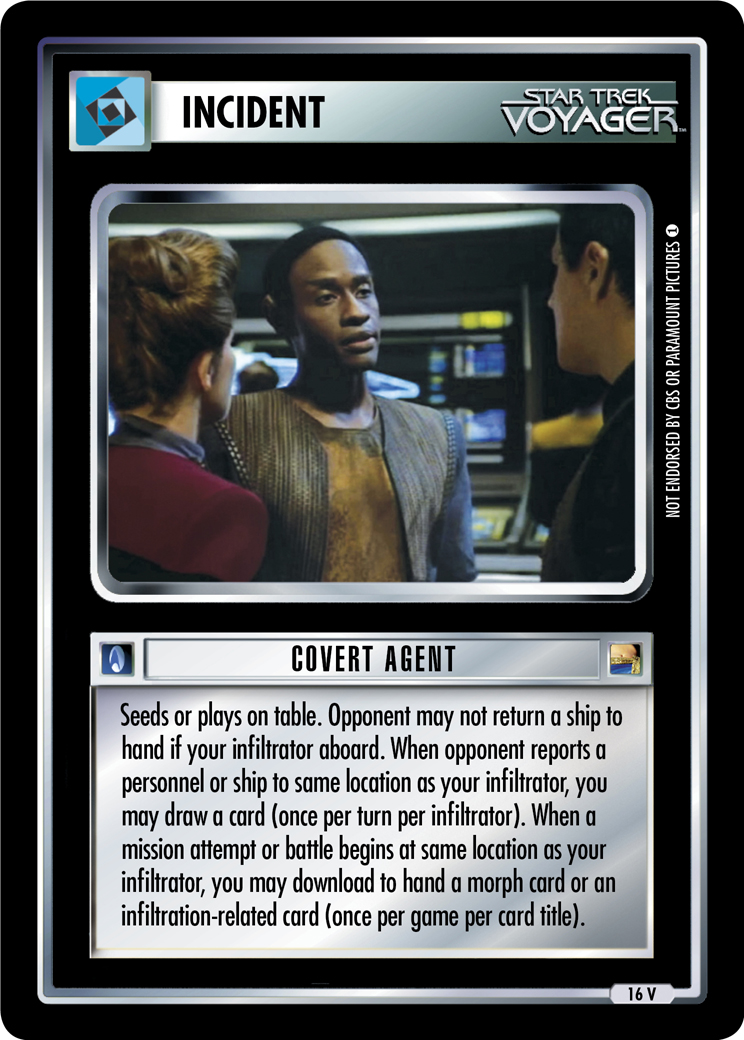 INCIDENT
STAR TREK
VOYAGER™
NOT ENDORSED BY CBS OR PARAMOUNT PICTURES 1
COVERT AGENT
Seeds or plays on table. Opponent may not return a ship to
hand if your infiltrator aboard. When opponent reports a
personnel or ship to same location as your infiltrator, you
may draw a card (once per turn per infiltrator). When a
mission attempt or battle begins at same location as your
infiltrator, you may download to hand a morph card or an
infiltration-related card (once per game per card title).
16 V